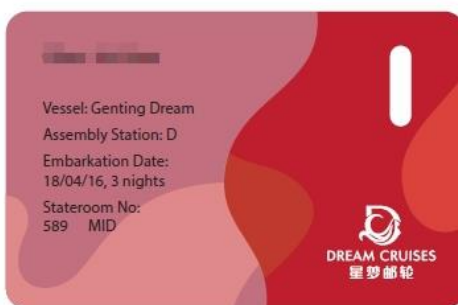 Vessel: Genting Dream
Assembly Station: D
Embarkation Date:
18/04/16, 3 nights
Stateroom No:
589 MID
DREAM CRUISES
星梦邮轮